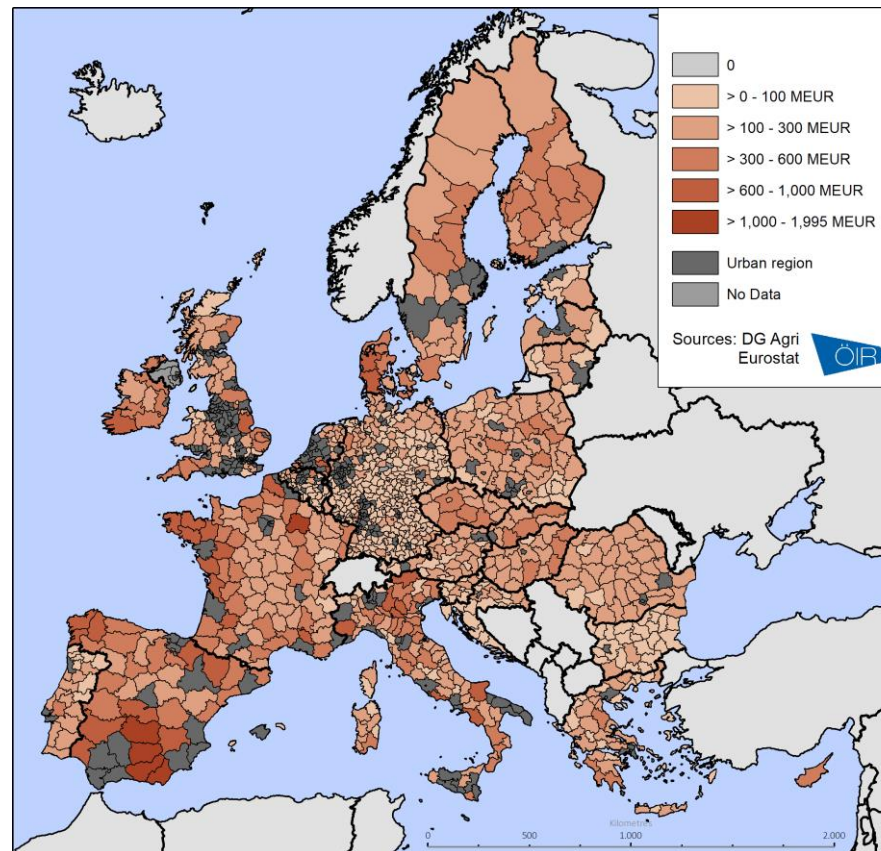 0
> 0 - 100 MEUR
> 100 - 300 MEUR
> 300 - 600 MEUR
> 600 - 1,000 MEUR
> 1,000 - 1,995 MEUR
Urban region
No Data
Sources: DG Agri
Eurostat
ÖIR
Kilometres
0 500 1.000 2.000